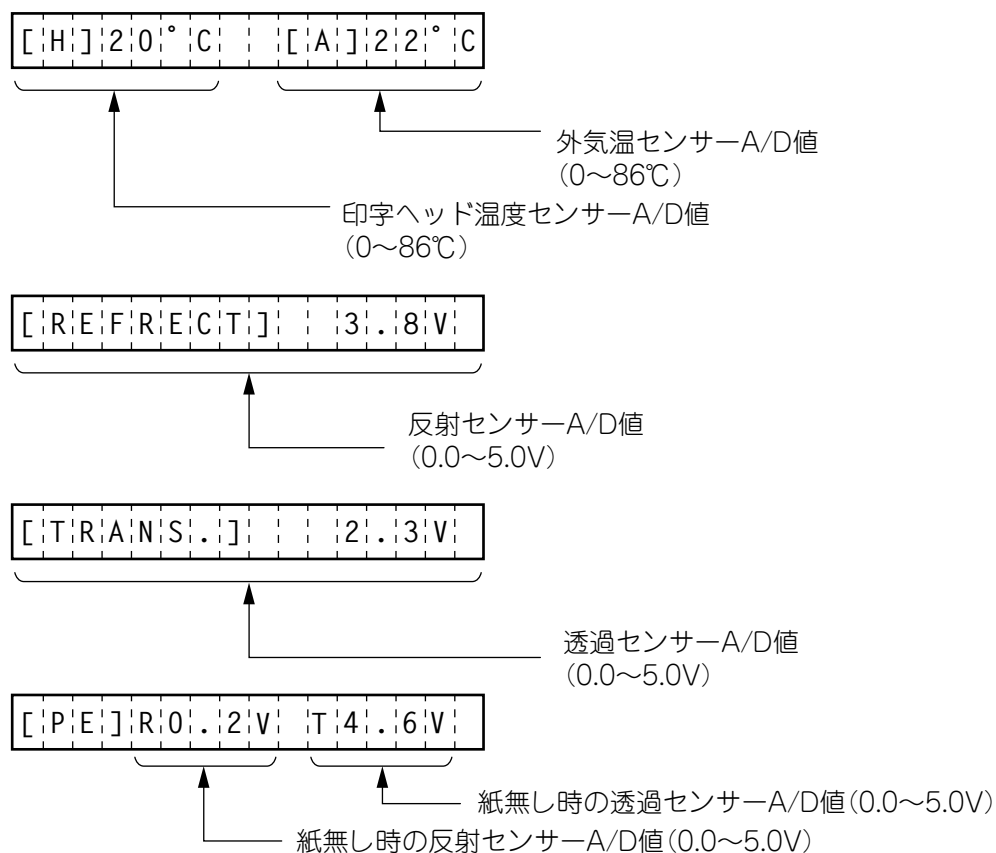 [H]20°C  [A]22°C
外気温センサーA/D値
(0〜86℃)
印字ヘッド温度センサーA/D値
(0〜86℃)
[REFRECT]  3.8V
反射センサーA/D値
(0.0〜5.0V)
[TRANS.]   2.3V
透過センサーA/D値
(0.0〜5.0V)
[PE]R0.2V T4.6V
紙無し時の透過センサーA/D値(0.0〜5.0V)
紙無し時の反射センサーA/D値(0.0〜5.0V)